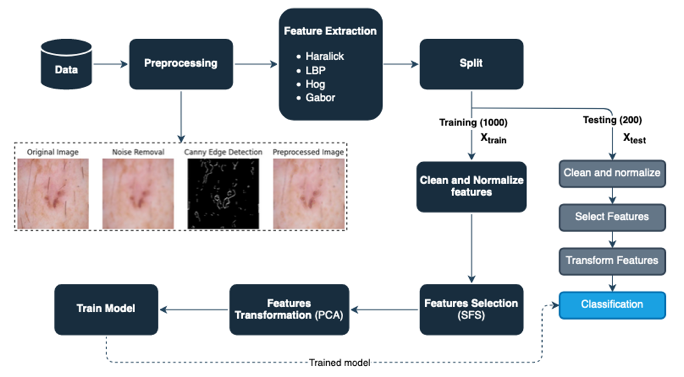 Data
Preprocessing
Feature Extraction
• Haralick
• LBP
• Hog
• Gabor
Split
Training (1000)
Xtrain
Testing (200)
Xtest
Original Image
Noise Removal
Canny Edge Detection
Preprocessed Image
Clean and Normalize
features
Clean and normalize
Select Features
Transform Features
Classification
Features Selection
(SFS)
Features
Transformation (PCA)
Train Model
Trained model